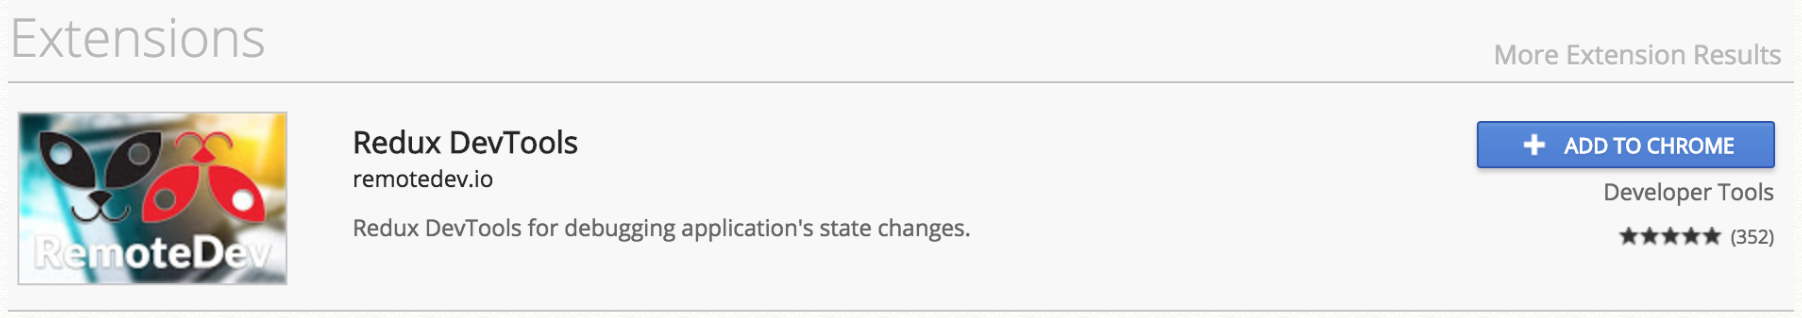 Extensions
More Extension Results
RemoteDev
Redux DevTools
remotedev.io
Redux DevTools for debugging application's state changes.
ADD TO CHROME
Developer Tools
(352)